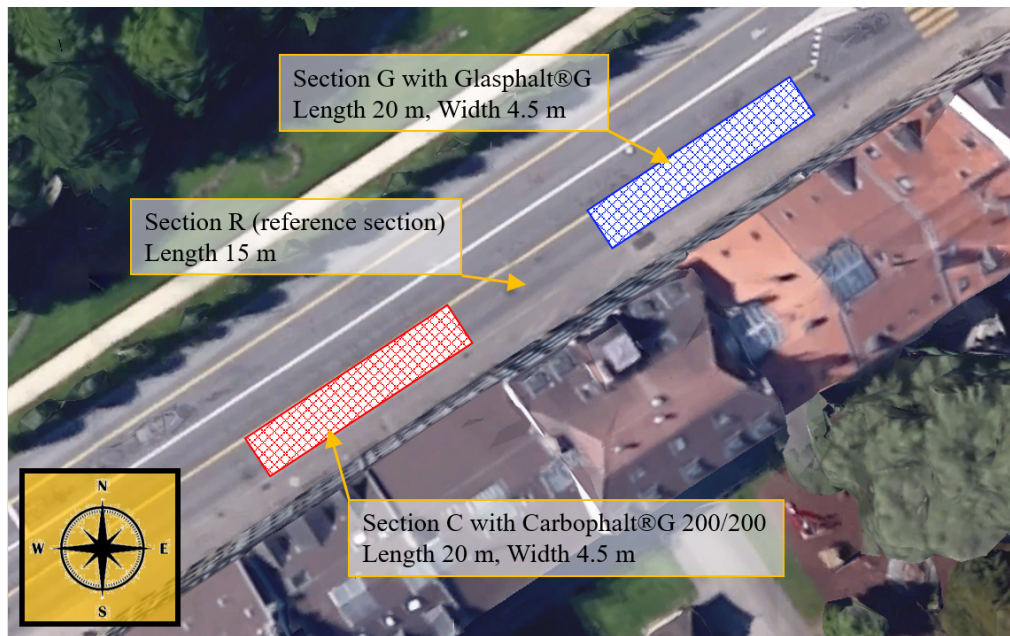 Section G with Glasphalt®G
Length 20 m, Width 4.5 m
Section R (reference section)
Length 15 m
Section C with Carbophalt®G 200/200
Length 20 m, Width 4.5 m
N
W E
S